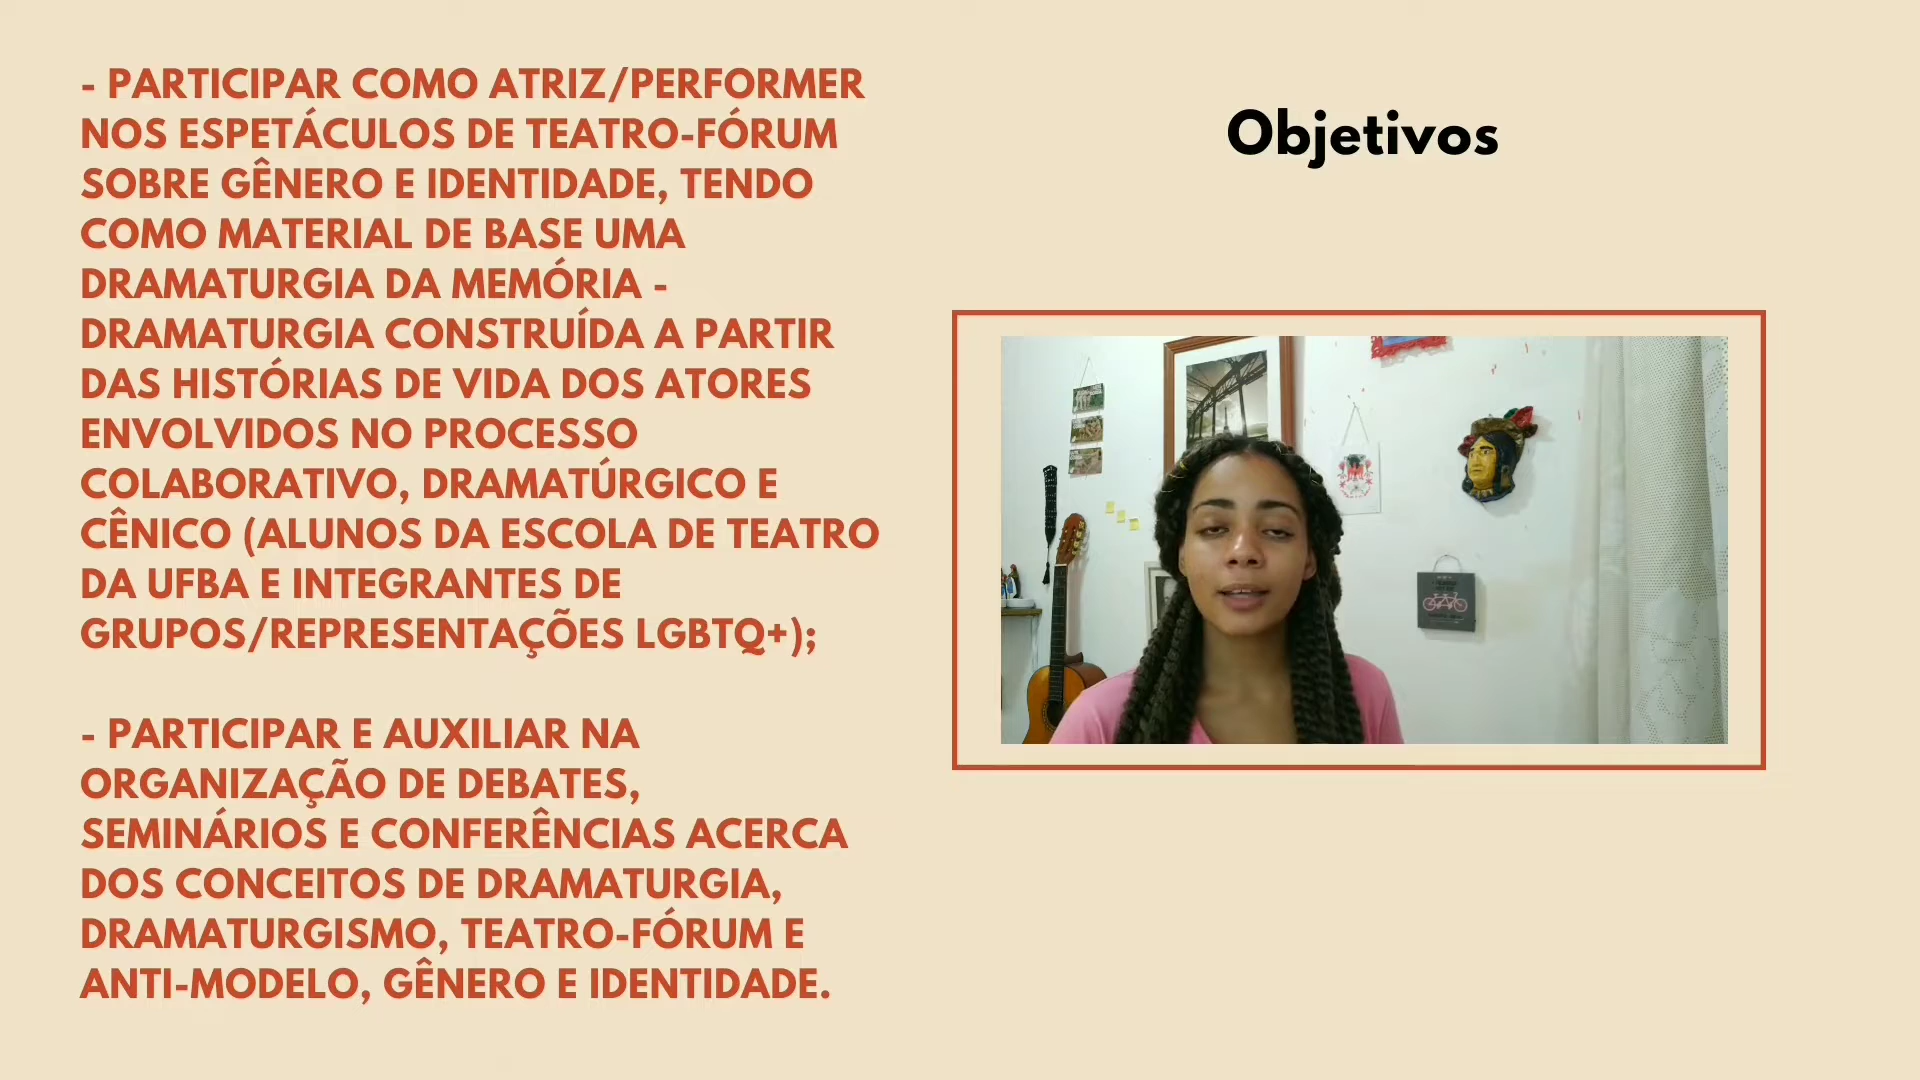 - PARTICIPAR COMO ATRIZ/PERFORMER
NOS ESPETÁCULOS DE TEATRO-FÓRUM
SOBRE GÊNERO E IDENTIDADE, TENDO
COMO MATERIAL DE BASE UMA
DRAMATURGIA DA MEMÓRIA -
DRAMATURGIA CONSTRUÍDA A PARTIR
DAS HISTÓRIAS DE VIDA DOS ATORES
ENVOLVIDOS NO PROCESSO
COLABORATIVO, DRAMATÚRGICO E
CÊNICO (ALUNOS DA ESCOLA DE TEATRO
DA UFBA E INTEGRANTES DE
GRUPOS/REPRESENTAÇÕES LGBTQ+);
- PARTICIPAR E AUXILIAR NA
ORGANIZAÇÃO DE DEBATES,
SEMINÁRIOS E CONFERÊNCIAS ACERCA
DOS CONCEITOS DE DRAMATURGIA,
DRAMATURGISMO, TEATRO-FÓRUM E
ANTI-MODELO, GÊNERO E IDENTIDADE.
Objetivos